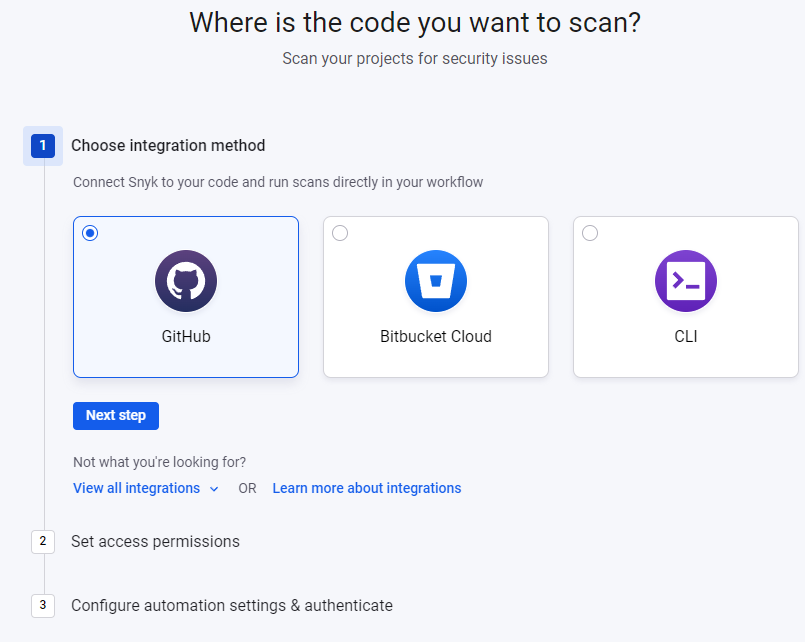 Where is the code you want to scan?
Scan your projects for security issues
1 Choose integration method
Connect Snyk to your code and run scans directly in your workflow
GitHub Bitbucket Cloud CLI
Next step
Not what you're looking for?
View all integrations OR Learn more about integrations
2 Set access permissions
3 Configure automation settings & authenticate